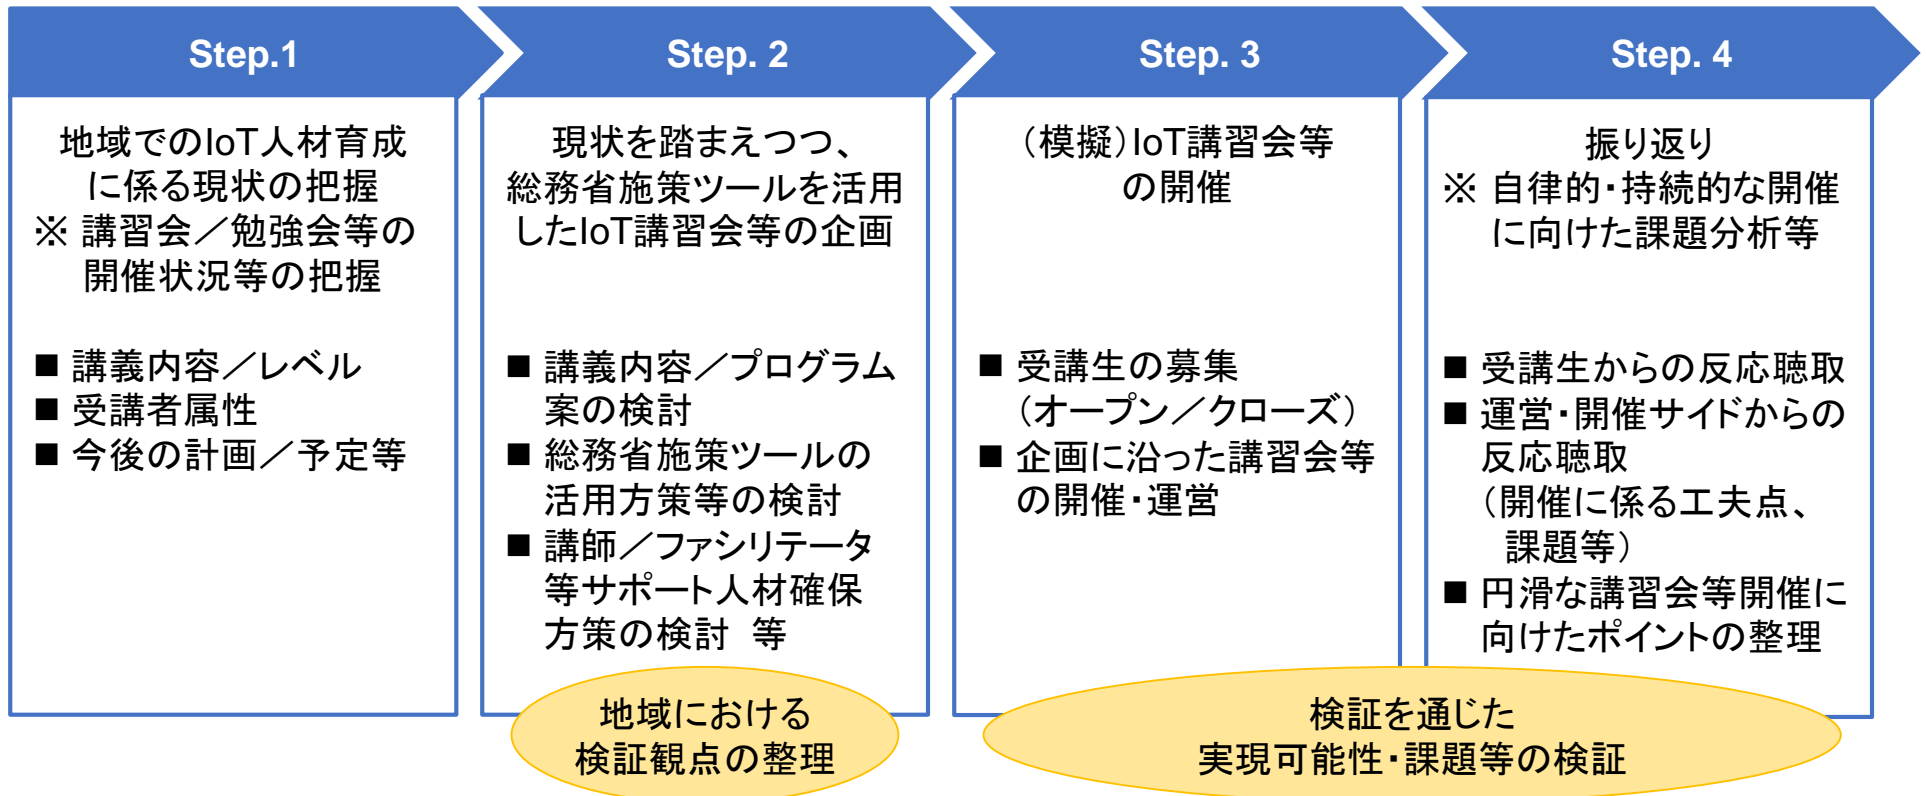 Step.1
地域でのIoT人材育成
に係る現状の把握
※ 講習会／勉強会等の
開催状況等の把握
■ 講義内容／レベル
■ 受講者属性
■ 今後の計画／予定等
Step. 2
現状を踏まえつつ、
総務省施策ツールを活用
したIoT講習会等の企画
■ 講義内容／プログラム
案の検討
■ 総務省施策ツールの
活用方策等の検討
■ 講師／ファシリテータ
等サポート人材確保
方策の検討 等
地域における
検証観点の整理
Step. 3
（模擬）IoT講習会等
の開催
■ 受講生の募集
（オープン／クローズ）
■ 企画に沿った講習会等
の開催・運営
Step. 4
振り返り
※ 自律的・持続的な開催
に向けた課題分析等
■ 受講生からの反応聴取
■ 運営・開催サイドからの
反応聴取
（開催に係る工夫点、
課題等）
■ 円滑な講習会等開催に
向けたポイントの整理
検証を通じた
実現可能性・課題等の検証